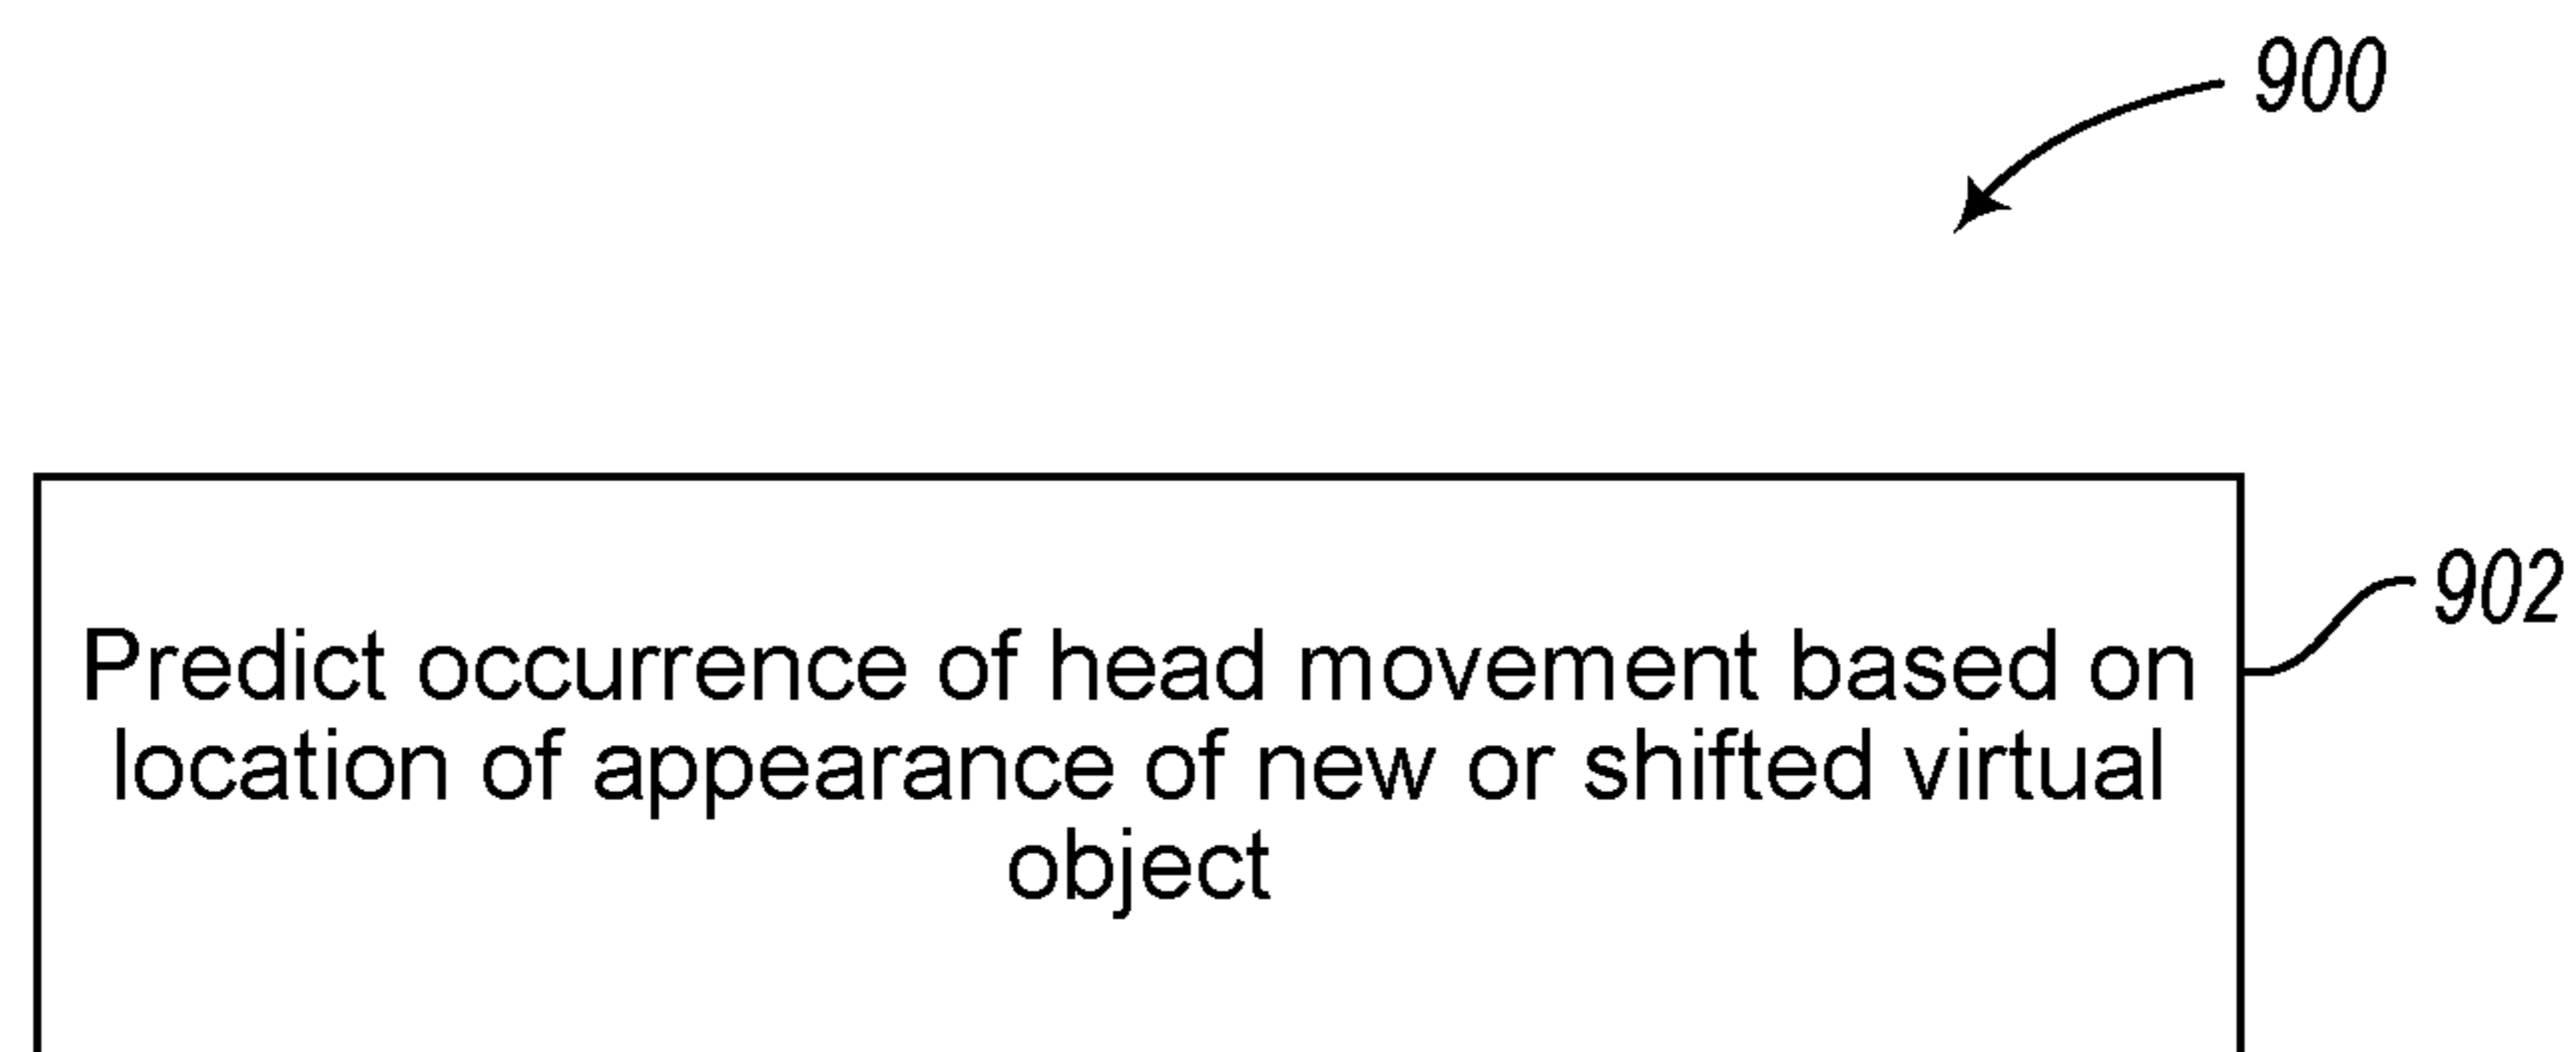 900
902
Predict occurrence of head movement based on
location of appearance of new or shifted virtual
object